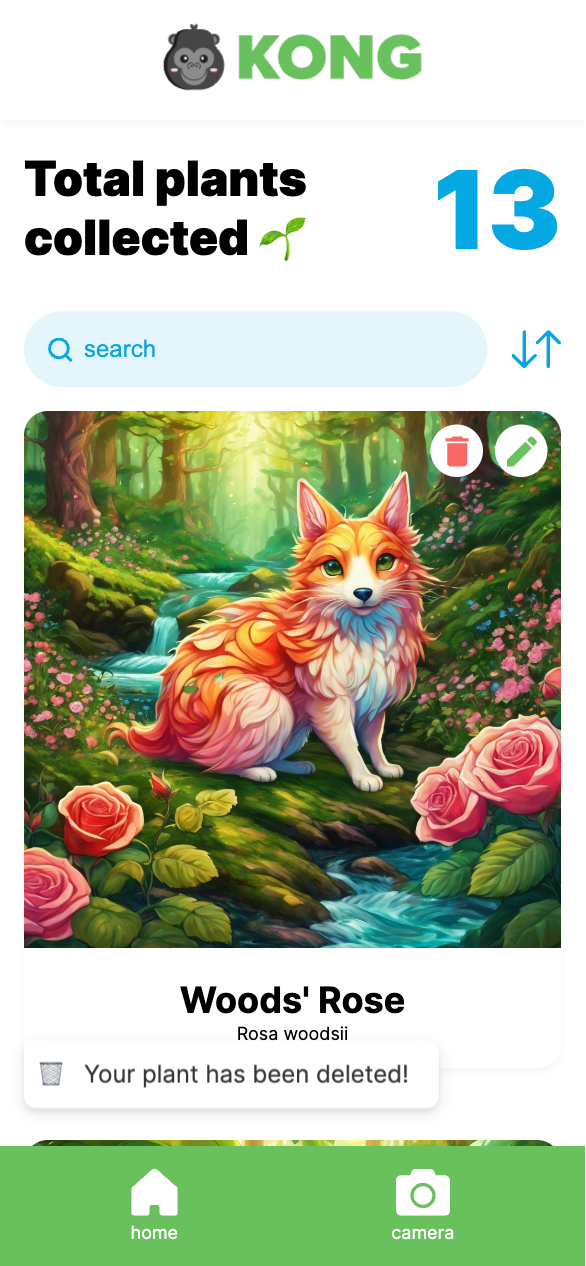 KONG
Total plants
collected 🌱
13
search
Woods' Rose
Rosa woodsii
Your plant has been deleted!
home
camera